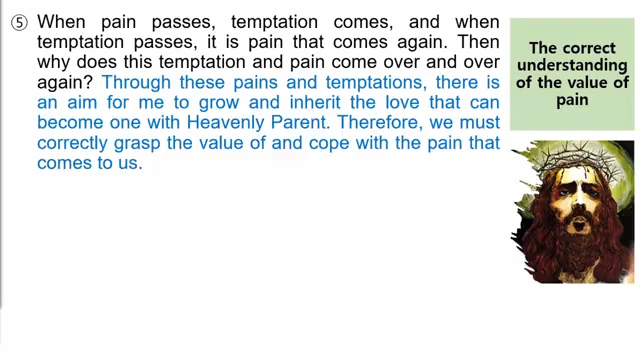 ⑤ When pain passes, temptation comes, and when
temptation passes, it is pain that comes again. Then
why does this temptation and pain come over and over
again? Through these pains and temptations, there is
an aim for me to grow and inherit the love that can
become one with Heavenly Parent. Therefore, we must
correctly grasp the value of and cope with the pain that
comes to us.
The correct
understanding
of the value of
pain